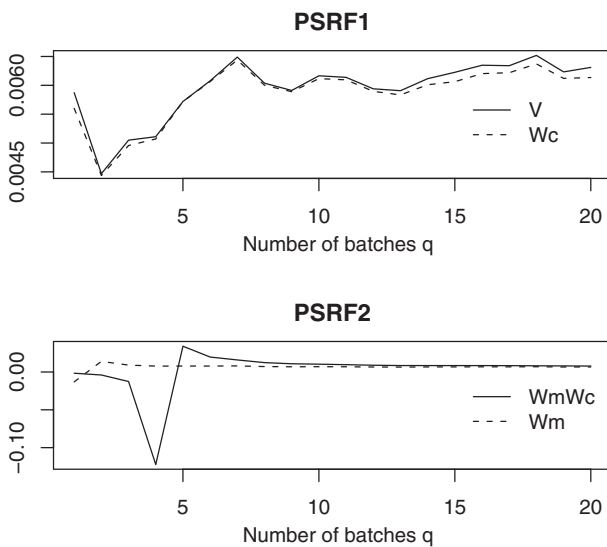 PSRF1
0.0060
0.0045
V
Wc
5
10
15
20
Number of batches q
PSRF2
0.00
−0.10
WmWc
Wm
5
10
15
20
Number of batches q